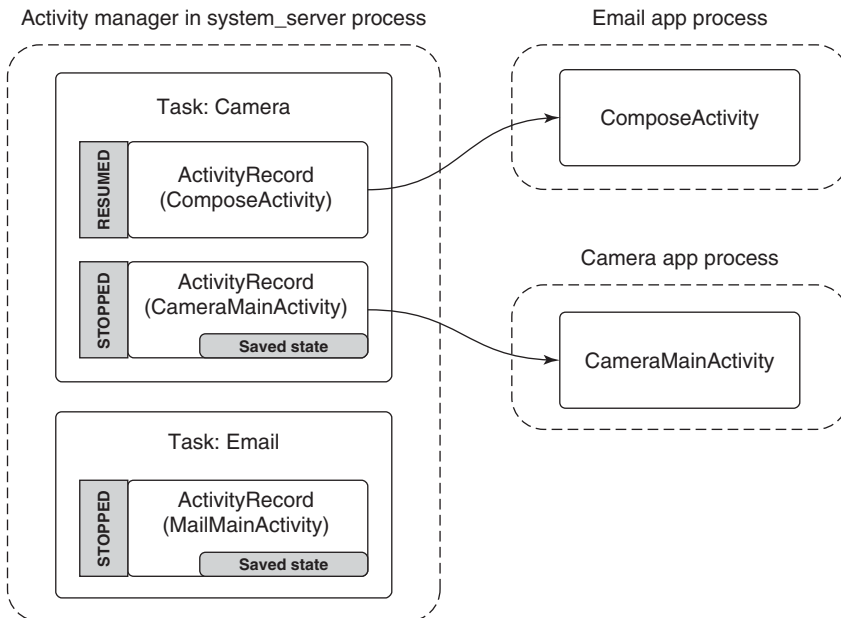 Activity manager in system_server process
Task: Camera
RESUMED
ActivityRecord
(ComposeActivity)
STOPPED
ActivityRecord
(CameraMainActivity)
Saved state
Task: Email
STOPPED
ActivityRecord
(MailMainActivity)
Saved state
Email app process
ComposeActivity
Camera app process
CameraMainActivity